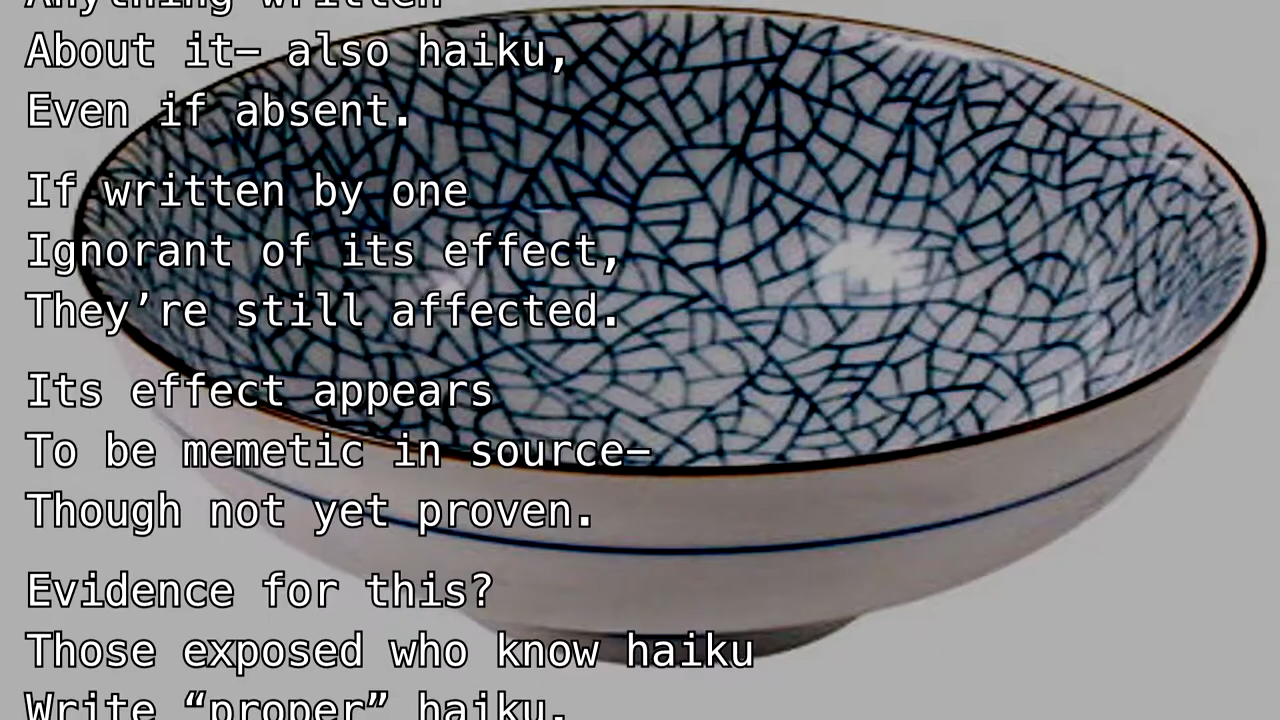 Anything written
About it— also haiku,
Even if absent.
If written by one
Ignorant of its effect,
They’re still affected.
Its effect appears
To be memetic in source—
Though not yet proven.
Evidence for this?
Those exposed who know haiku
Write “proper” haiku.